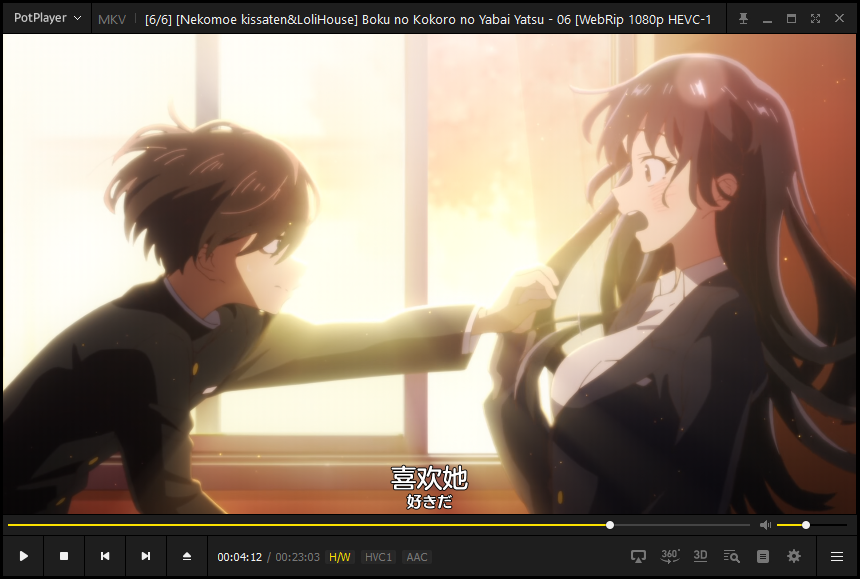 PotPlayer
MKV
[6/6] [Nekomoe kissaten&LoliHouse] Boku no Kokoro no Yabai Yatsu - 06 [WebRip 1080p HEVC-1
喜欢她
好きだ
00:04:12 / 00:23:03 H/W HVC1 AAC
360°
3D